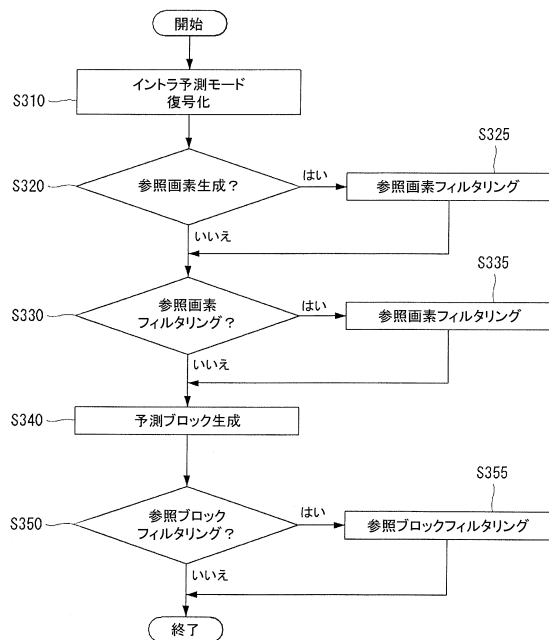 開始
S310
イントラ予測モード
復号化
S325
S320
参照画素生成?
はい
参照画素フィルタリング
いいえ
S335
S330
参照画素
フィルタリング?
はい
参照画素フィルタリング
いいえ
S340
予測ブロック生成
S355
S350
参照ブロック
フィルタリング?
はい
参照ブロックフィルタリング
いいえ
終了